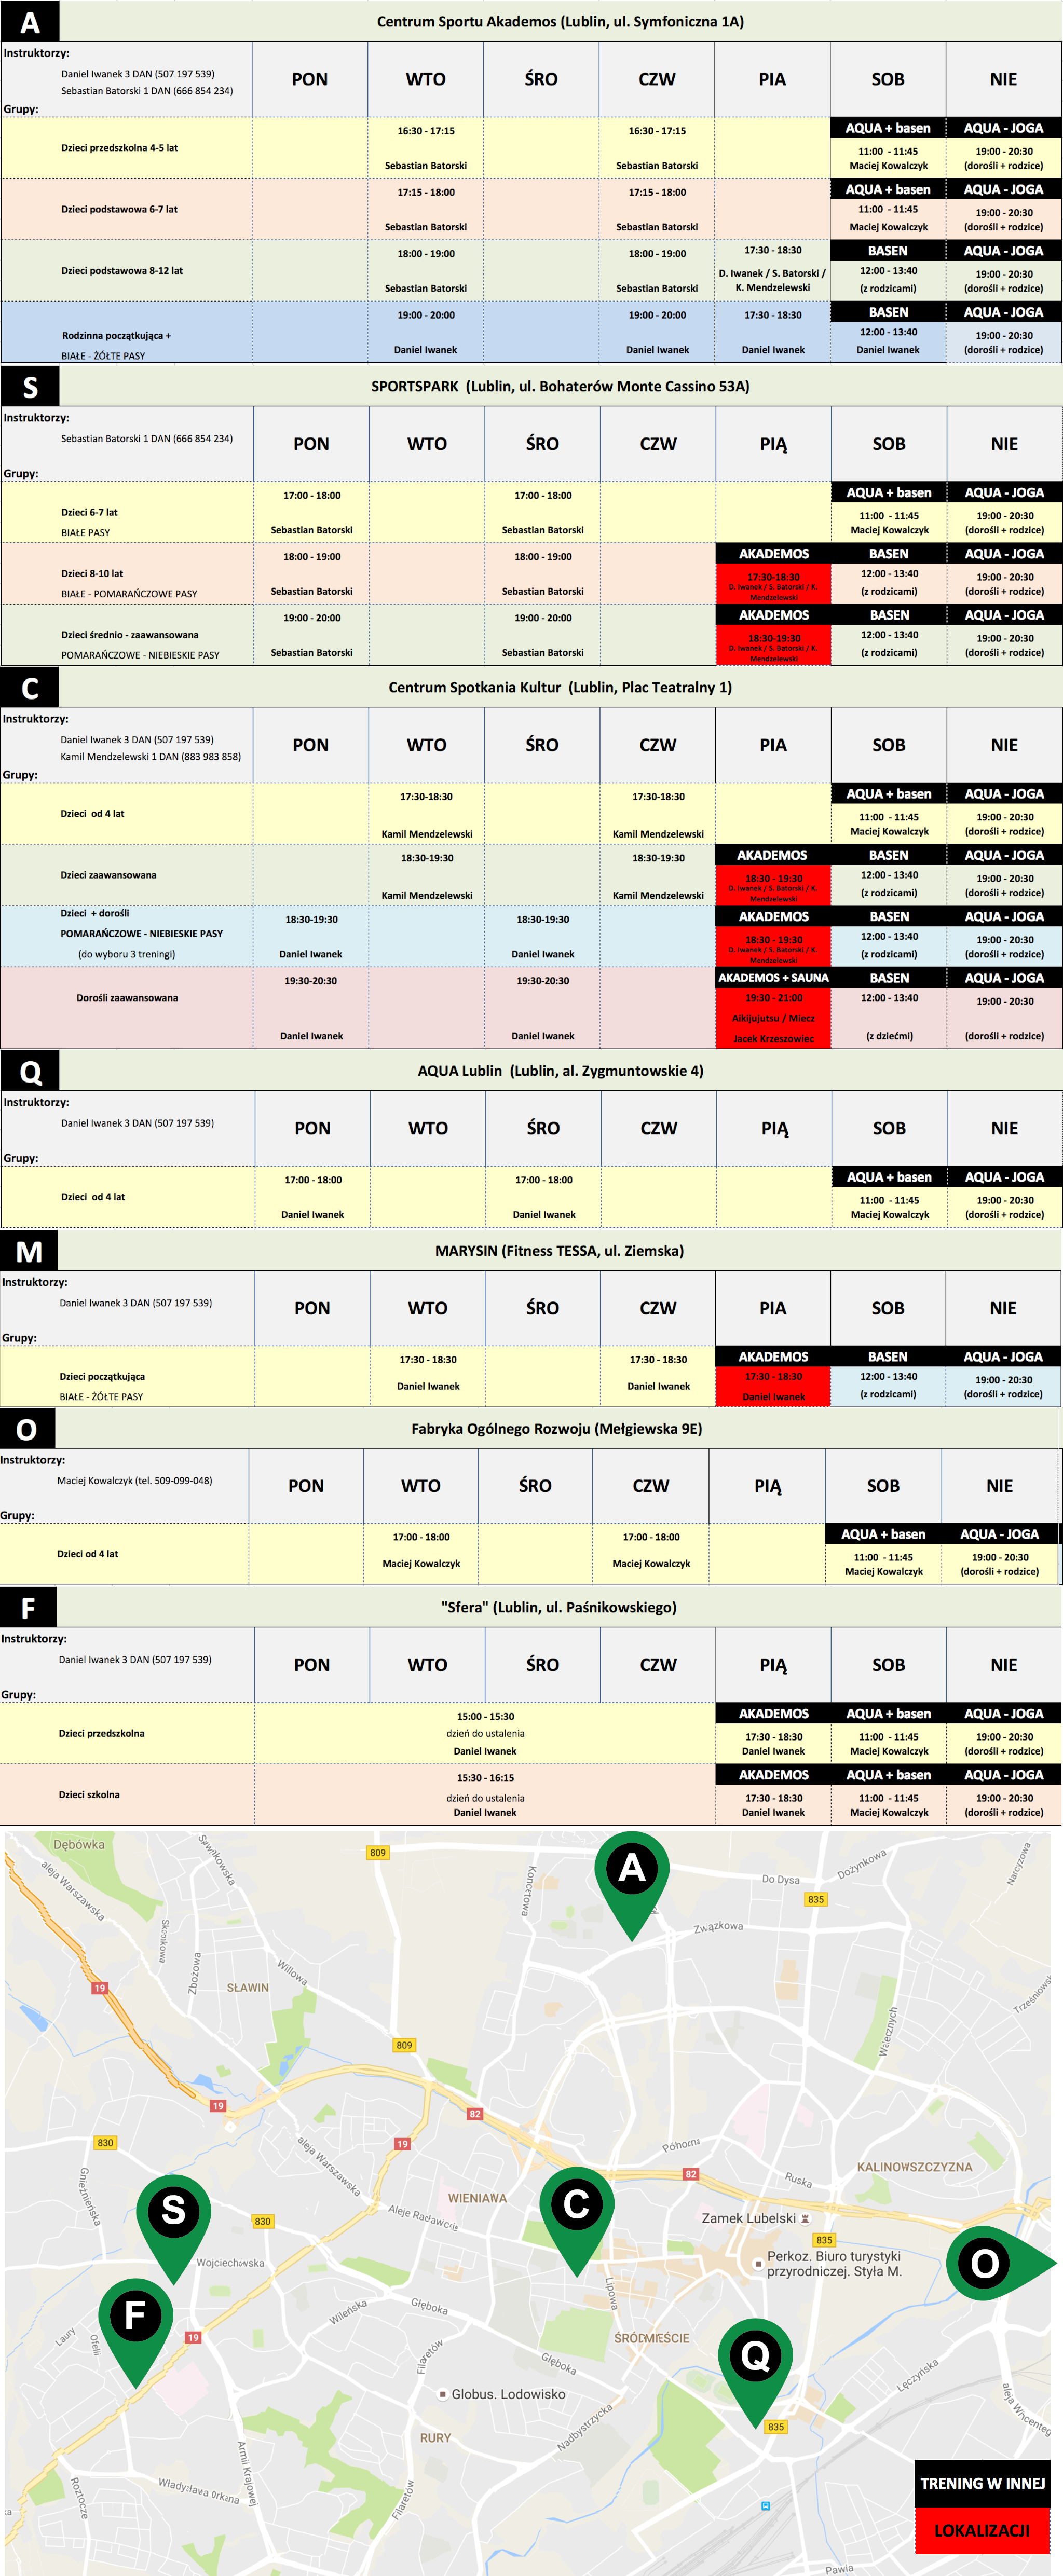 A
Centrum Sportu Akademos (Lublin, ul. Symfoniczna 1A)
Instruktorzy:
Daniel Iwanek 3 DAN (507 197 539)
Sebastian Batorski 1 DAN (666 854 234)
Grupy:
PON WTO ŚRO CZW PIA SOB NIE
Dzieci przedszkolna 4-5 lat
16:30 - 17:15
Sebastian Batorski
16:30 - 17:15
Sebastian Batorski
AQUA + basen
11:00 - 11:45
Maciej Kowalczyk
AQUA - JOGA
19:00 - 20:30
(dorośli + rodzice)
Dzieci podstawowa 6-7 lat
17:15 - 18:00
Sebastian Batorski
17:15 - 18:00
Sebastian Batorski
AQUA + basen
11:00 - 11:45
Maciej Kowalczyk
AQUA - JOGA
19:00 - 20:30
(dorośli + rodzice)
Dzieci podstawowa 8-12 lat
18:00 - 19:00
Sebastian Batorski
18:00 - 19:00
Sebastian Batorski
17:30 - 18:30
D. Iwanek / S. Batorski /
K. Mendzelewski
BASEN
12:00 - 13:40
(z rodzicami)
AQUA - JOGA
19:00 - 20:30
(dorośli + rodzice)
Rodzinna początkująca +
BIAŁE - ŻÓŁTE PASY
19:00 - 20:00
Daniel Iwanek
19:00 - 20:00
Daniel Iwanek
17:30 - 18:30
Daniel Iwanek
BASEN
12:00 - 13:40
Daniel Iwanek
AQUA - JOGA
19:00 - 20:30
(dorośli + rodzice)
S
SPORTSPARK (Lublin, ul. Bohaterów Monte Cassino 53A)
Instruktorzy:
Sebastian Batorski 1 DAN (666 854 234)
Grupy:
PON WTO ŚRO CZW PIĄ SOB NIE
Dzieci 6-7 lat
BIAŁE PASY
17:00 - 18:00
Sebastian Batorski
17:00 - 18:00
Sebastian Batorski
AQUA + basen
11:00 - 11:45
Maciej Kowalczyk
AQUA - JOGA
19:00 - 20:30
(dorośli + rodzice)
Dzieci 8-10 lat
BIAŁE - POMARAŃCZOWE PASY
18:00 - 19:00
Sebastian Batorski
18:00 - 19:00
Sebastian Batorski
AKADEMOS
17:30-18:30
D. Iwanek / S. Batorski / K.
Mendzelewski
BASEN
12:00 - 13:40
(z rodzicami)
AQUA - JOGA
19:00 - 20:30
(dorośli + rodzice)
Dzieci średnio - zaawansowana
POMARAŃCZOWE - NIEBIESKIE PASY
19:00 - 20:00
Sebastian Batorski
19:00 - 20:00
Sebastian Batorski
AKADEMOS
18:30-19:30
D. Iwanek / S. Batorski / K.
Mendzelewski
BASEN
12:00 - 13:40
(z rodzicami)
AQUA - JOGA
19:00 - 20:30
(dorośli + rodzice)
C
Centrum Spotkania Kultur (Lublin, Plac Teatralny 1)
Instruktorzy:
Daniel Iwanek 3 DAN (507 197 539)
Kamil Mendzelewski 1 DAN (883 983 858)
Grupy:
PON WTO ŚRO CZW PIA SOB NIE
Dzieci od 4 lat
17:30-18:30
Kamil Mendzelewski
17:30-18:30
Kamil Mendzelewski
AQUA + basen
11:00 - 11:45
Maciej Kowalczyk
AQUA - JOGA
19:00 - 20:30
(dorośli + rodzice)
Dzieci zaawansowana
18:30-19:30
Kamil Mendzelewski
18:30-19:30
Kamil Mendzelewski
AKADEMOS
18:30 - 19:30
D. Iwanek / S. Batorski / K.
Mendzelewski
BASEN
12:00 - 13:40
(z rodzicami)
AQUA - JOGA
19:00 - 20:30
(dorośli + rodzice)
Dzieci + dorośli
POMARAŃCZOWE - NIEBIESKIE PASY
(do wyboru 3 treningi)
18:30-19:30
Daniel Iwanek
18:30-19:30
Daniel Iwanek
AKADEMOS
18:30 - 19:30
D. Iwanek / S. Batorski / K.
Mendzelewski
BASEN
12:00 - 13:40
(z rodzicami)
AQUA - JOGA
19:00 - 20:30
(dorośli + rodzice)
Dorośli zaawansowana
19:30-20:30
Daniel Iwanek
19:30-20:30
Daniel Iwanek
AKADEMOS + SAUNA
19:30 - 21:00
Aikijujutsu / Miecz
Jacek Krzeszowiec
BASEN
12:00 - 13:40
(z dziećmi)
AQUA - JOGA
19:00 - 20:30
(dorośli + rodzice)
Q
AQUA Lublin (Lublin, al. Zygmuntowskie 4)
Instruktorzy:
Daniel Iwanek 3 DAN (507 197 539)
Grupy:
PON WTO ŚRO CZW PIĄ SOB NIE
Dzieci od 4 lat
17:00 - 18:00
Daniel Iwanek
17:00 - 18:00
Daniel Iwanek
AQUA + basen
11:00 - 11:45
Maciej Kowalczyk
AQUA - JOGA
19:00 - 20:30
(dorośli + rodzice)
M
MARYSIN (Fitness TESSA, ul. Ziemska)
Instruktorzy:
Daniel Iwanek 3 DAN (507 197 539)
Grupy:
PON WTO ŚRO CZW PIA SOB NIE
Dzieci początkująca
BIAŁE - ŻÓŁTE PASY
17:30 - 18:30
Daniel Iwanek
17:30 - 18:30
Daniel Iwanek
AKADEMOS
17:30 - 18:30
Daniel Iwanek
BASEN
12:00 - 13:40
(z rodzicami)
AQUA - JOGA
19:00 - 20:30
(dorośli + rodzice)
O
Fabryka Ogólnego Rozwoju (Mełgiewska 9E)
Instruktorzy:
Maciej Kowalczyk (tel. 509-099-048)
Grupy:
PON WTO ŚRO CZW PIĄ SOB NIE
Dzieci od 4 lat
17:00 - 18:00
Maciej Kowalczyk
17:00 - 18:00
Maciej Kowalczyk
AQUA + basen
11:00 - 11:45
Maciej Kowalczyk
AQUA - JOGA
19:00 - 20:30
(dorośli + rodzice)
F
"Sfera" (Lublin, ul. Paśnikowskiego)
Instruktorzy:
Daniel Iwanek 3 DAN (507 197 539)
Grupy:
PON WTO ŚRO CZW PIĄ SOB NIE
Dzieci przedszkolna
15:00 - 15:30
dzień do ustalenia
Daniel Iwanek
AKADEMOS
17:30 - 18:30
Daniel Iwanek
AQUA + basen
11:00 - 11:45
Maciej Kowalczyk
AQUA - JOGA
19:00 - 20:30
(dorośli + rodzice)
Dzieci szkolna
15:30 - 16:15
dzień do ustalenia
Daniel Iwanek
AKADEMOS
17:30 - 18:30
Daniel Iwanek
AQUA + basen
11:00 - 11:45
Maciej Kowalczyk
AQUA - JOGA
19:00 - 20:30
(dorośli + rodzice)
Dębówka
809
A
Do Dysa
Dożynkowa
Narcyzowa
aleja Warszawska
Koncertowa
835
Związkowa
Zbożowa
Willowa
19
SŁAWIN
809
19
82
830
19
aleja Warszawska
Północna
82
Ruska
KALINOWSZCZYZNA
Gnieźnieńska
S
830
WIENIAWA
C
Aleje Racławickie
Zamek Lubelski
835
Wojciechowska
Perkoz. Biuro turystyki
przyrodniczej. Styła M.
O
F
Lipowa
Głęboka
Wileńska
19
Laury
Ofelii
Filaretów
Głęboka
ŚRÓDMIEŚCIE
Q
Łęczyńska
Globus. Lodowisko
Nadbystrzycka
835
RURY
Armii Krajowej
Władysława Orkana
Roztocze
Filaretów
Pawia
TRENING W INNEJ
LOKALIZACJI